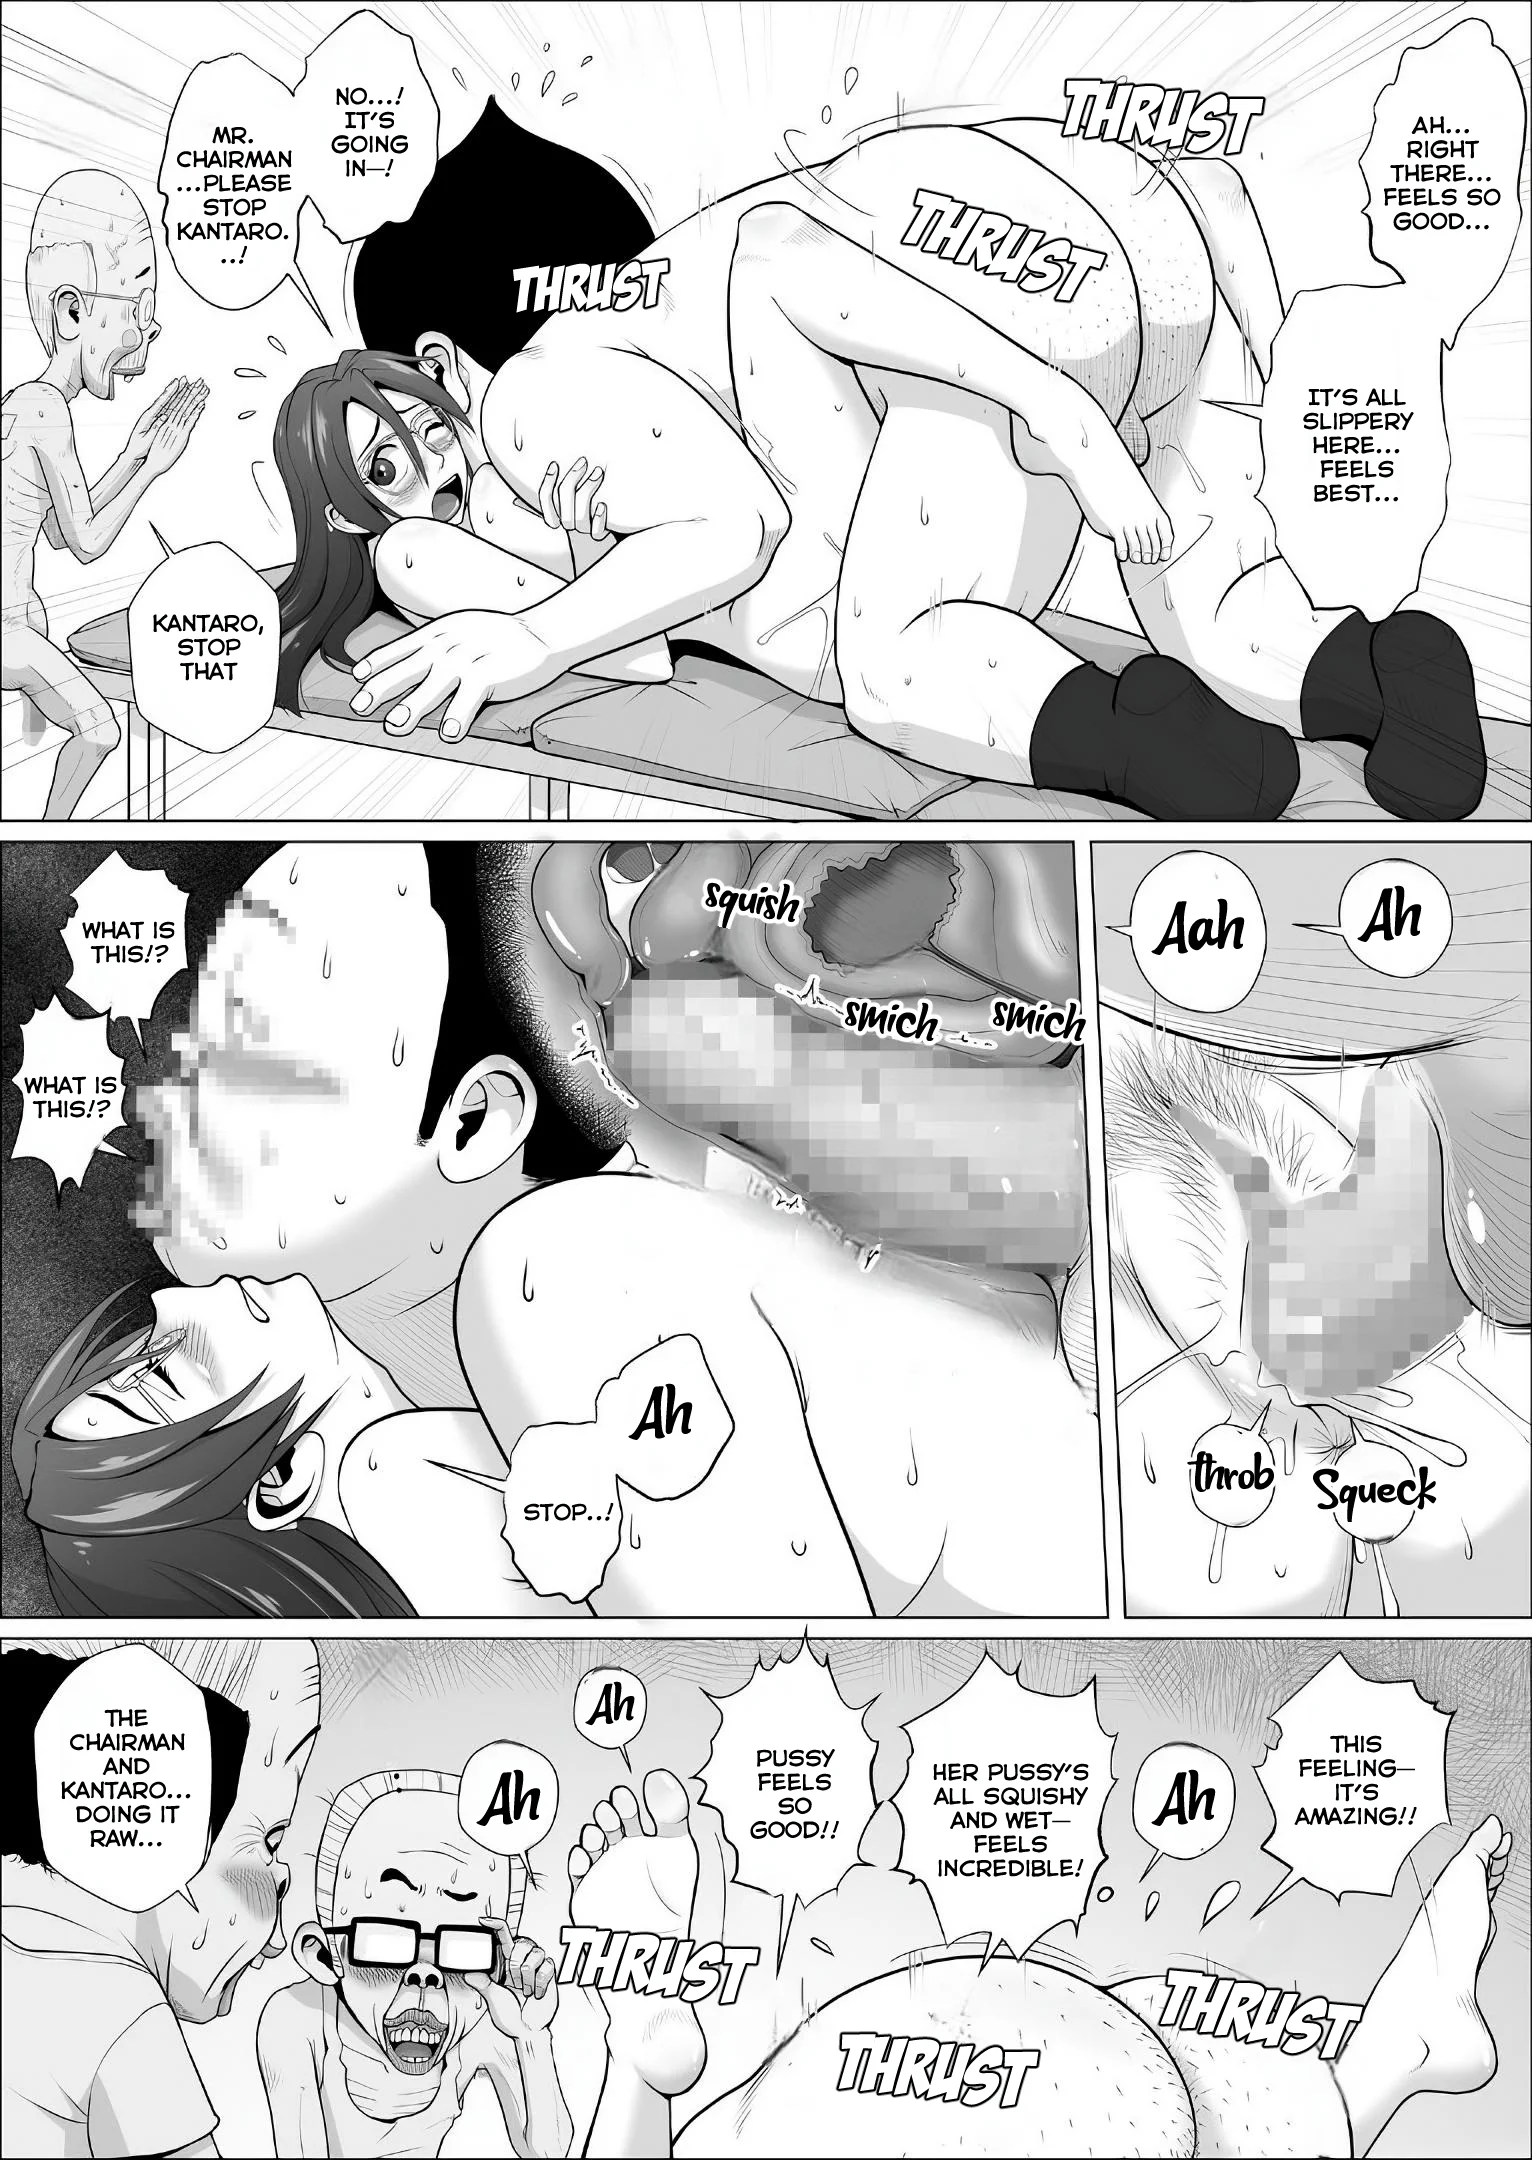 AH...
RIGHT
THERE...
FEELS SO
GOOD...
IT'S ALL
SLIPPERY
HERE...
FEELS
BEST...
THRUST
THRUST
THRUST
NO...!
IT'S
GOING
IN—!
MR.
CHAIRMAN
...PLEASE
STOP
KANTARO.
..!
KANTARO,
STOP
THAT
Ah
Aah
throb
Squeck
squish
smich
smich
WHAT IS
THIS!?
WHAT IS
THIS!?
Ah
STOP..!
THIS
FEELING—
IT'S
AMAZING!!
Ah
HER PUSSY'S
ALL SQUISHY
AND WET—
FEELS
INCREDIBLE!
PUSSY
FEELS
SO
GOOD!!
THRUST
THRUST
THRUST
Ah
Ah
THE
CHAIRMAN
AND
KANTARO...
DOING IT
RAW...